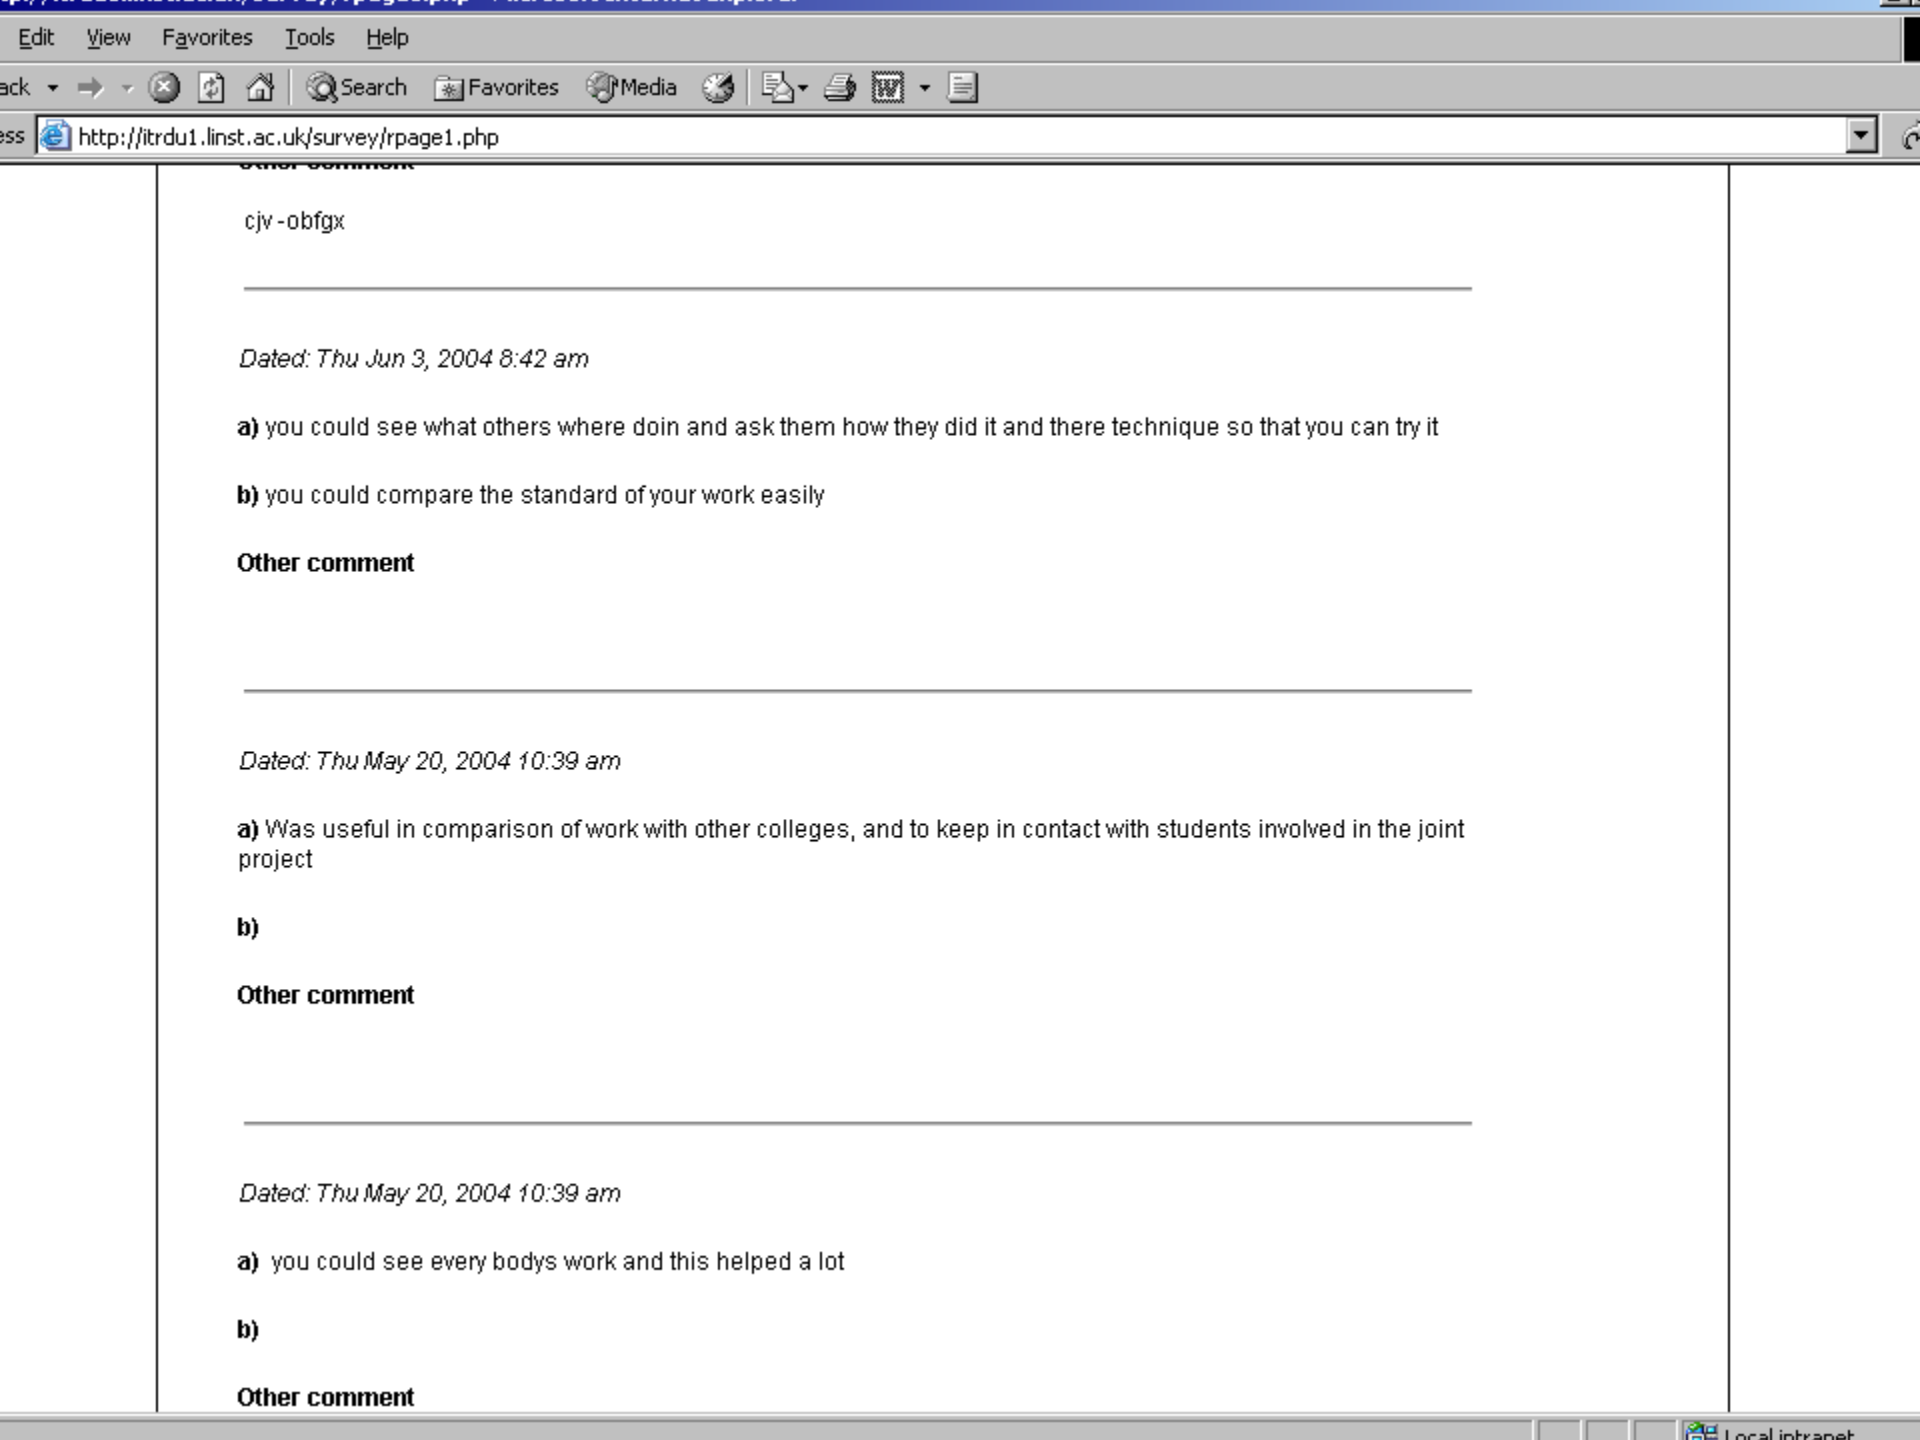 Edit View Favorites Tools Help
Search Favorites Media
http://itrdu1.linst.ac.uk/survey/rpage1.php
Other comment
cjv -obfgx
Dated: Thu Jun 3, 2004 8:42 am
a) you could see what others where doin and ask them how they did it and there technique so that you can try it
b) you could compare the standard of your work easily
Other comment
Dated: Thu May 20, 2004 10:39 am
a) Was useful in comparison of work with other colleges, and to keep in contact with students involved in the joint
project
b)
Other comment
Dated: Thu May 20, 2004 10:39 am
a) you could see every bodys work and this helped a lot
b)
Other comment
Local intranet